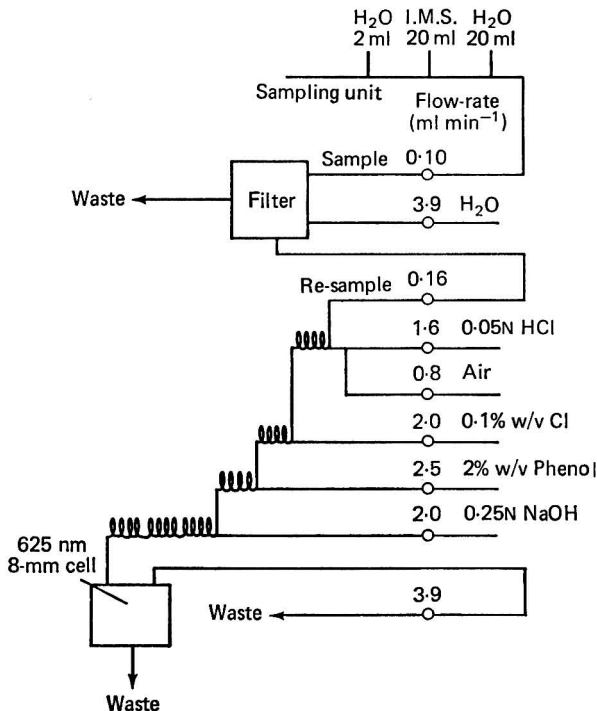 H₂O I.M.S. H₂O
2 ml 20 ml 20 ml
Sampling unit
Flow-rate
(ml min⁻¹)
Sample 0·10
Waste
Filter
3·9 H₂O
Re-sample 0·16
1·6 0·05N HCl
0·8 Air
2·0 0·1% w/v Cl
2·5 2% w/v Phenol
2·0 0·25N NaOH
625 nm
8-mm cell
3·9
Waste
Waste